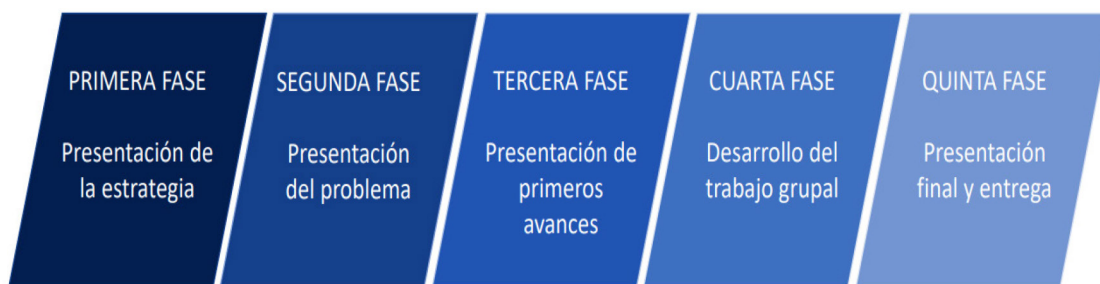 PRIMERA FASE
Presentación de
la estrategia
SEGUNDA FASE
Presentación
del problema
TERCERA FASE
Presentación de
primeros
avances
CUARTA FASE
Desarrollo del
trabajo grupal
QUINTA FASE
Presentación
final y entrega